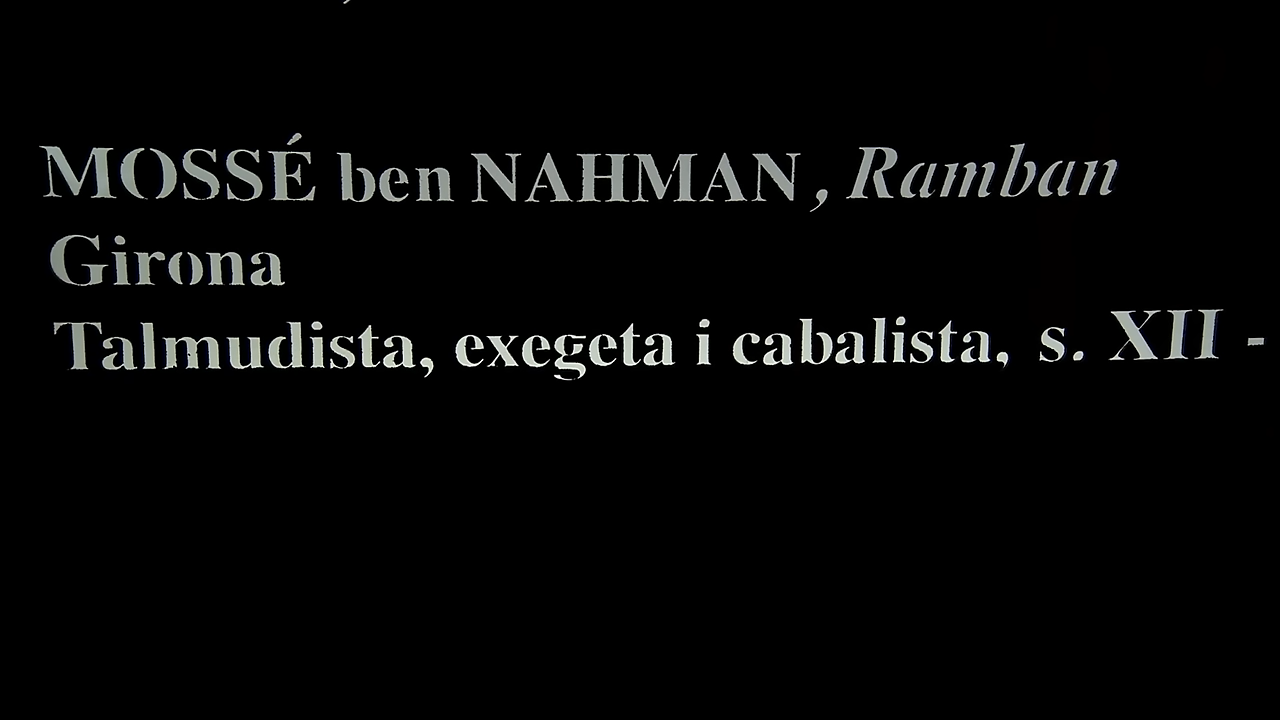 MOSSÉ ben NAHMAN, Ramban
Girona
Talmudista, exegeta i cabalista, s. XII -